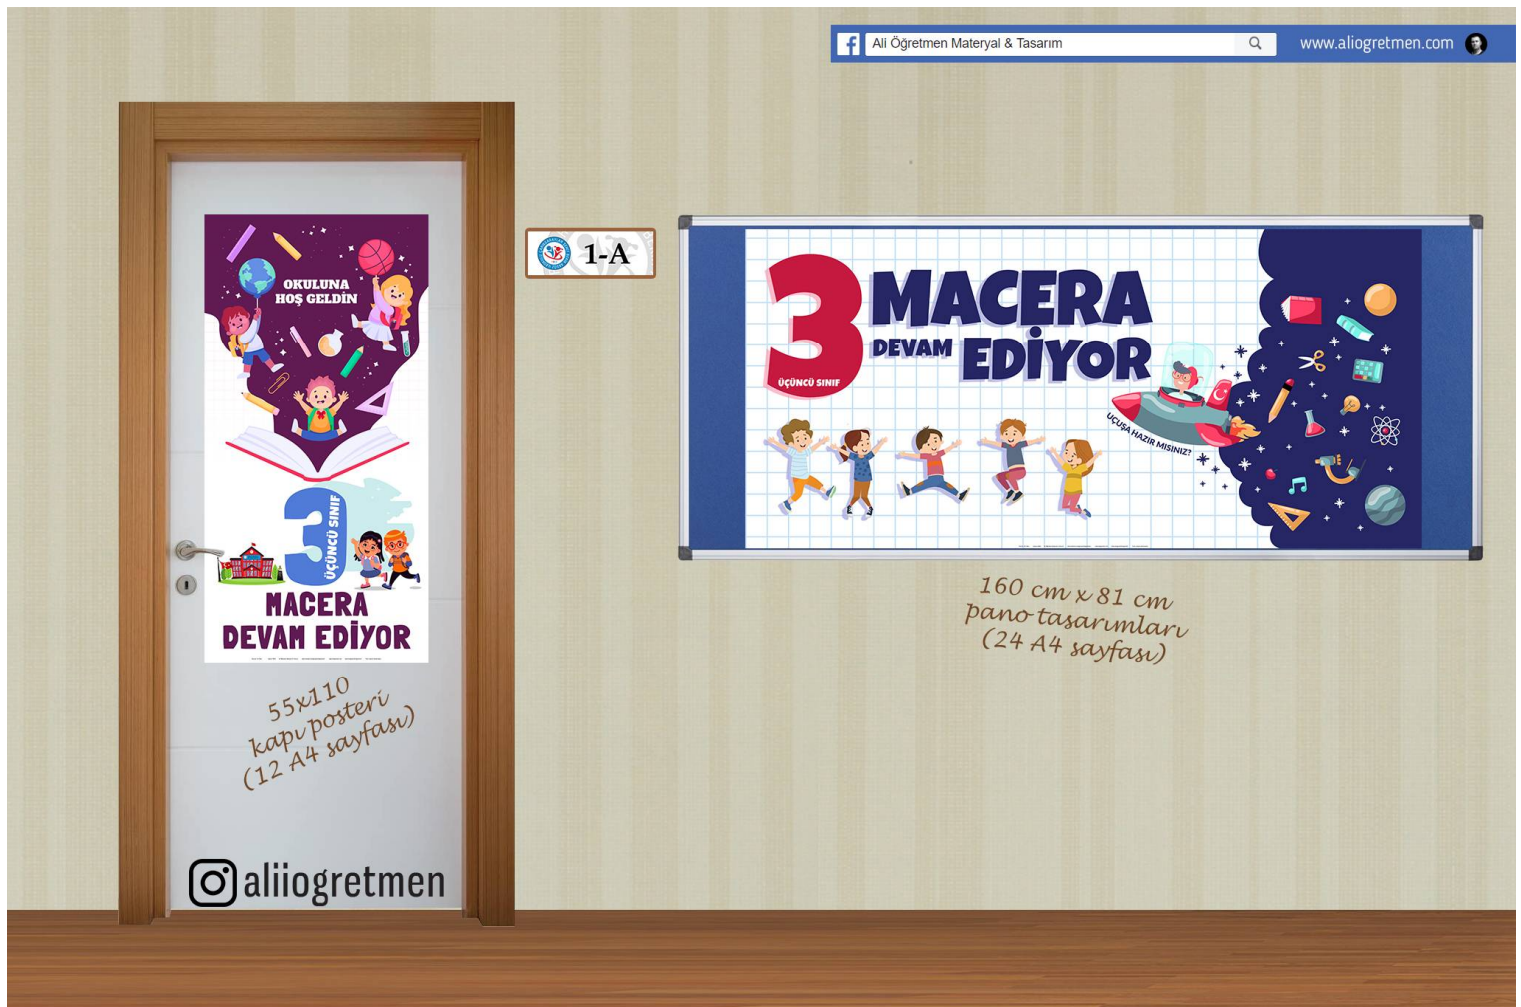 Ali Öğretmen Materyal & Tasarım
www.aliogretmen.com
OKULUNA
HOŞ GELDİN
3
ÜÇÜNCÜ SINIF
MACERA
DEVAM EDİYOR
55x110
kapı posteri
(12 A4 sayfası)
aliiogretmen
1-A
3
ÜÇÜNCÜ SINIF
MACERA
DEVAM EDİYOR
UÇUŞA HAZIR MISINIZ?
160 cm x 81 cm
pano tasarımları
(24 A4 sayfası)